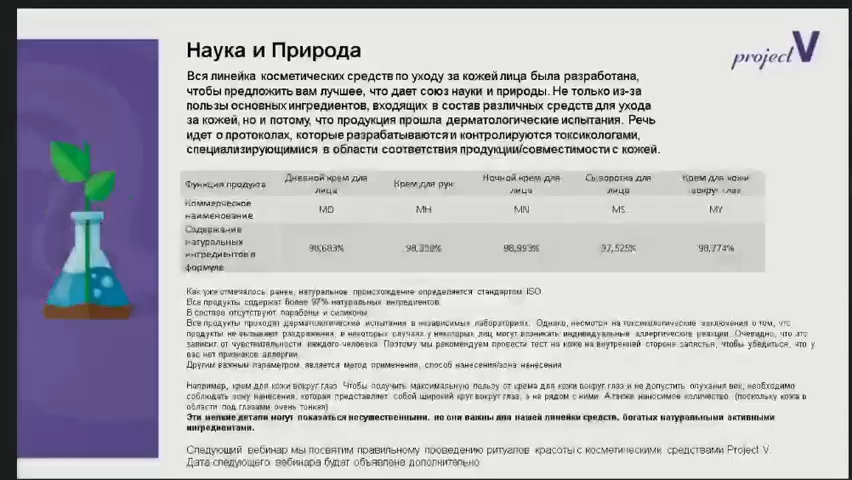 Наука и Природа
project V
Вся линейка косметических средств по уходу за кожей лица была разработана,
чтобы предложить вам лучшее, что дает союз науки и природы. Не только из-за
пользы основных ингредиентов, входящих в состав различных средств для ухода
за кожей, но и потому, что продукция прошла дерматологические испытания. Речь
идет о протоколах, которые разрабатываются и контролируются токсикологами,
специализирующимися в области соответствия продукции/совместимости с кожей.
Функция продукта Дневной крем для лица Крем для рук Ночной крем для лица Сыворотка для лица Крем для кожи вокруг глаз
Коммерческое наименование MD MH MN MS MY
Содержание натуральных ингредиентов в формуле 98,683% 98,398% 98,993% 97,525% 98,774%
Как уже отмечалось ранее, натуральное происхождение определяется стандартом ISO
Все продукты содержат более 97% натуральных ингредиентов.
В составе отсутствуют парабены и силиконы
Все продукты проходят дерматологические испытания в независимых лабораториях. Однако, несмотря на токсикологические заключения о том, что
продукты не вызывают раздражения, в некоторых случаях у некоторых лиц могут возникать индивидуальные аллергические реакции. Очевидно, что это
зависит от чувствительности каждого человека. Поэтому мы рекомендуем провести тест на коже на внутренней стороне запястья, чтобы убедиться, что у
вас нет признаков аллергии.
Другим важным параметром является метод применения, способ нанесения/зона нанесения
Например, крем для кожи вокруг глаз. Чтобы получить максимальную пользу от крема для кожи вокруг глаз и не допустить опухания век, необходимо
соблюдать зону нанесения, которая представляет собой широкий круг вокруг глаз, а не рядом с ними. А также наносимое количество. (поскольку кожа в
области под глазами очень тонкая)
Эти мелкие детали могут показаться несущественными, но они важны для нашей линейки средств, богатых натуральными активными
ингредиентами.
Следующий вебинар мы посвятим правильному проведению ритуалов красоты с косметическими средствами Project V.
Дата следующего вебинара будет объявлена дополнительно